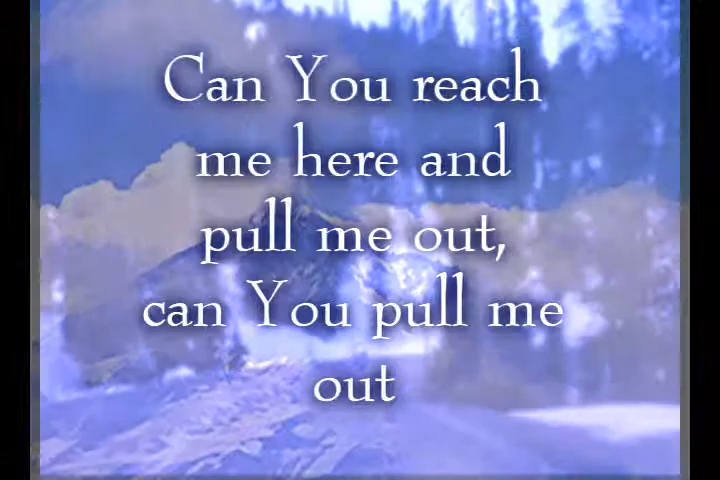 Can You reach
me here and
pull me out,
can You pull me
out